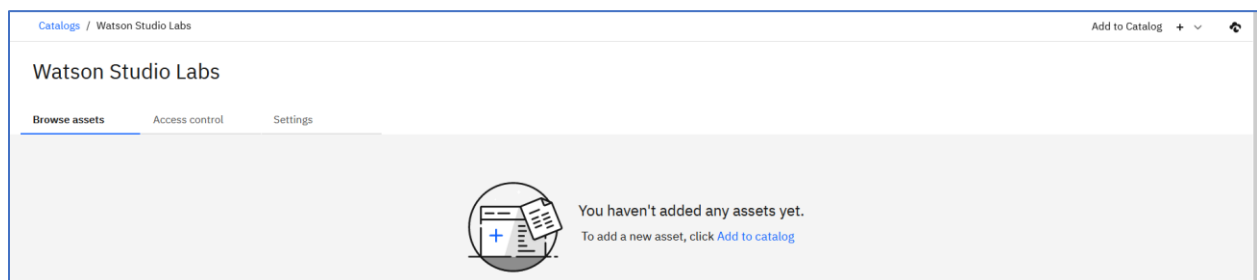 Catalogs / Watson Studio Labs
Add to Catalog + 
Watson Studio Labs
Browse assets Access control Settings
You haven't added any assets yet.
To add a new asset, click Add to catalog